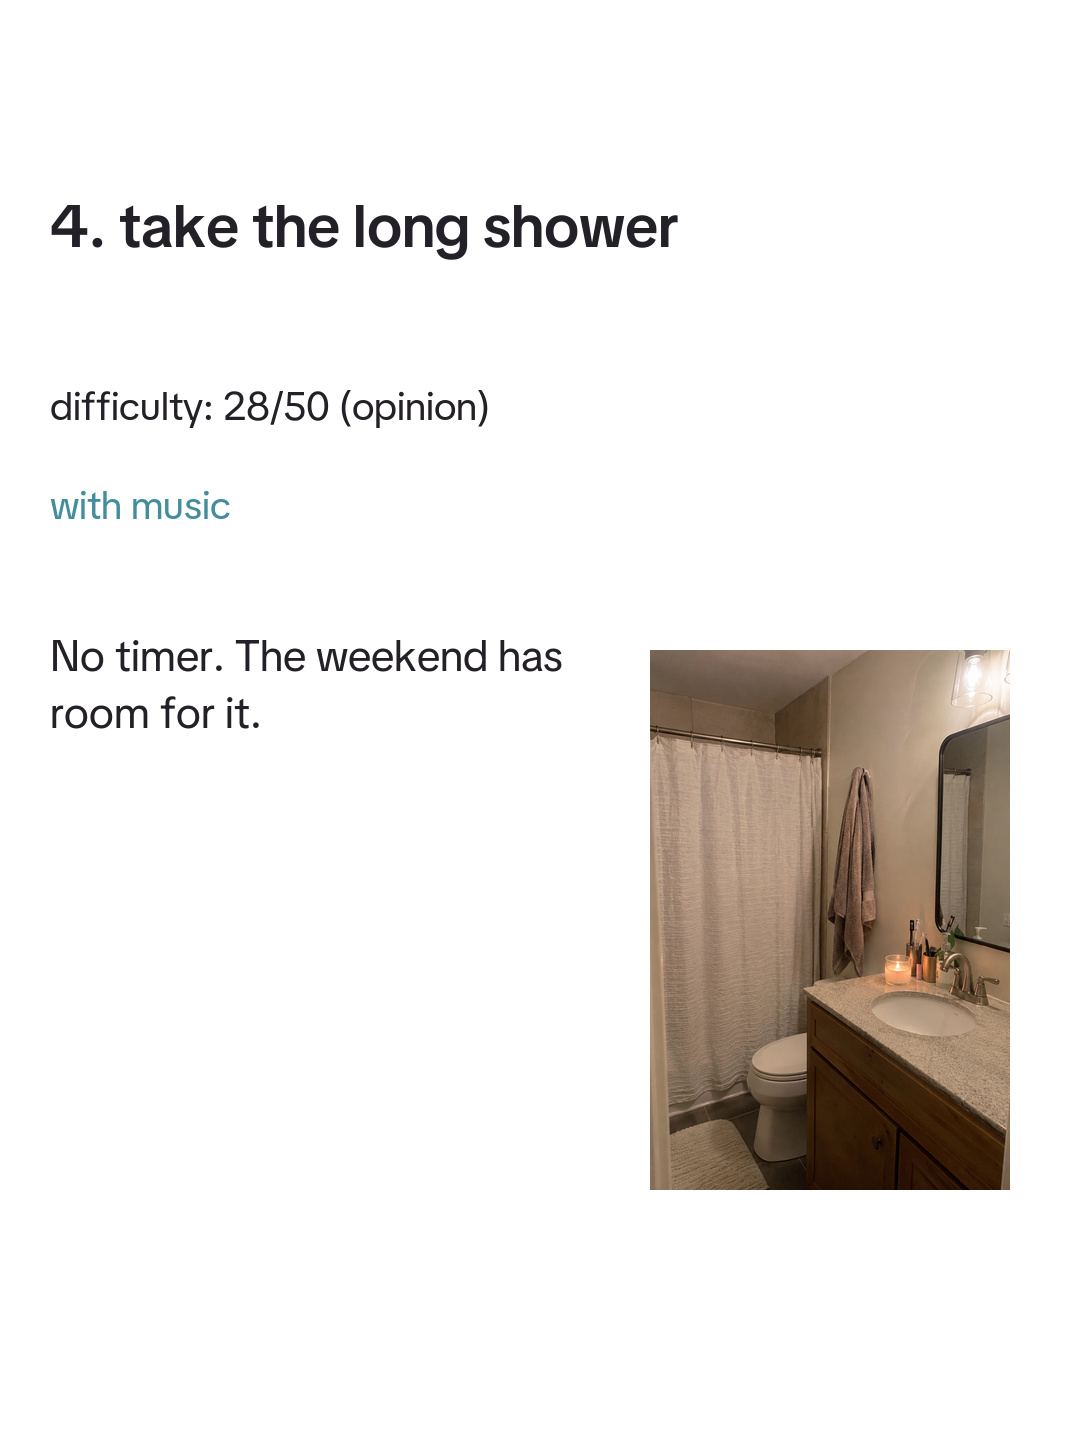 4. take the long shower
difficulty: 28/50 (opinion)
with music
No timer. The weekend has
room for it.